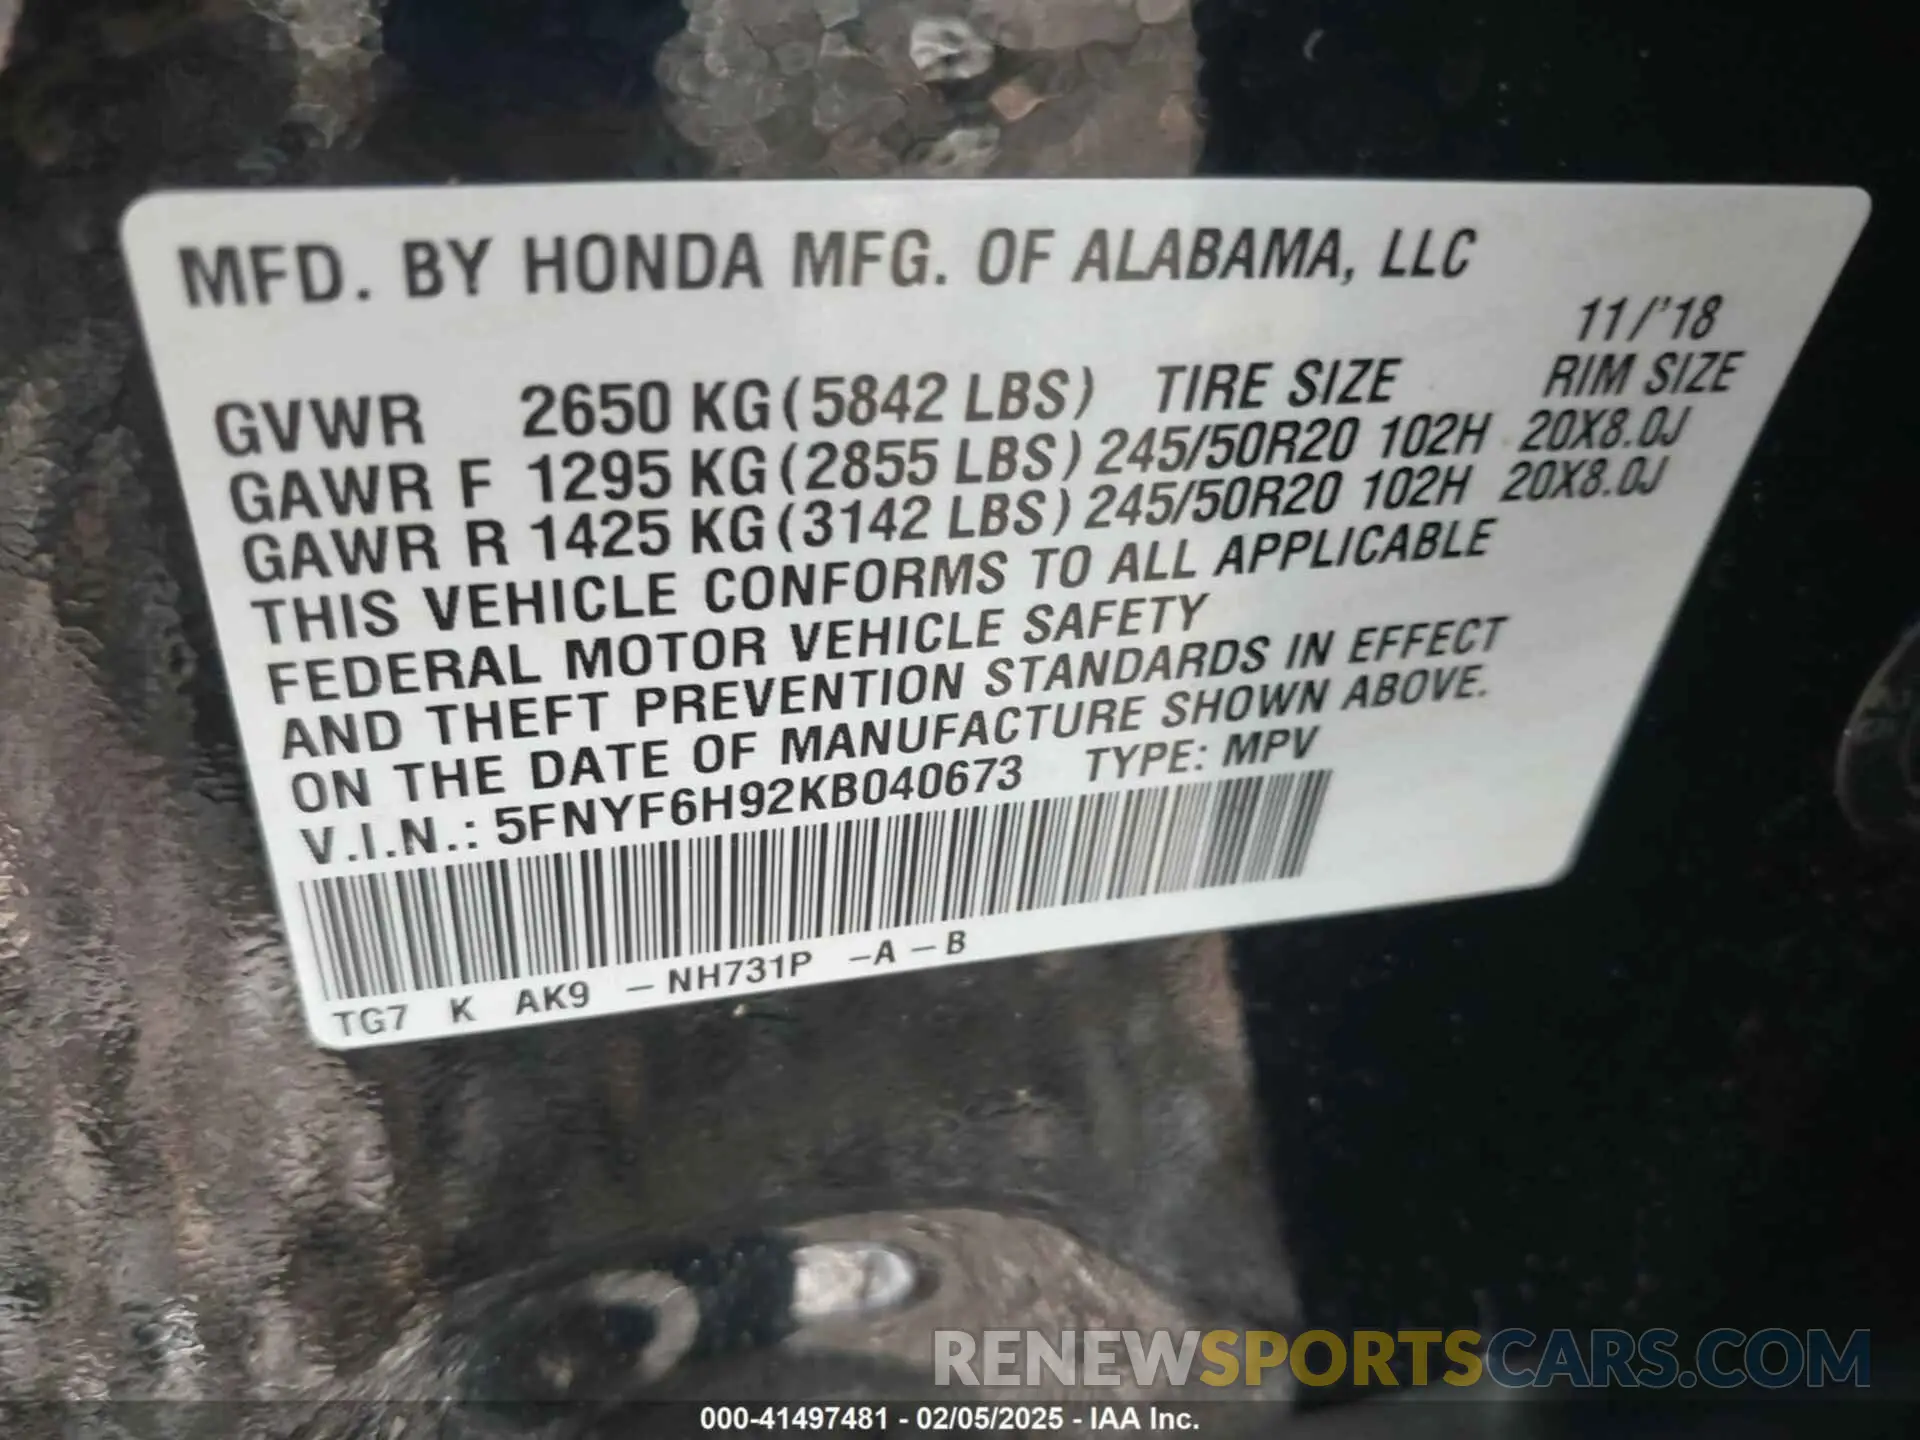 MFD. BY HONDA MFG. OF ALABAMA, LLC
11/'18
GVWR 2650 KG (5842 LBS) TIRE SIZE RIM SIZE
GAWR F 1295 KG (2855 LBS) 245/50R20 102H 20X8.0J
GAWR R 1425 KG (3142 LBS) 245/50R20 102H 20X8.0J
THIS VEHICLE CONFORMS TO ALL APPLICABLE
FEDERAL MOTOR VEHICLE SAFETY
AND THEFT PREVENTION STANDARDS IN EFFECT
ON THE DATE OF MANUFACTURE SHOWN ABOVE.
V.I.N.: 5FNYF6H92KB040673 TYPE: MPV
TG7 K AK9 – NH731P –A – B
RENEWSPORTSCARS.COM
000-41497481 - 02/05/2025 - IAA Inc.